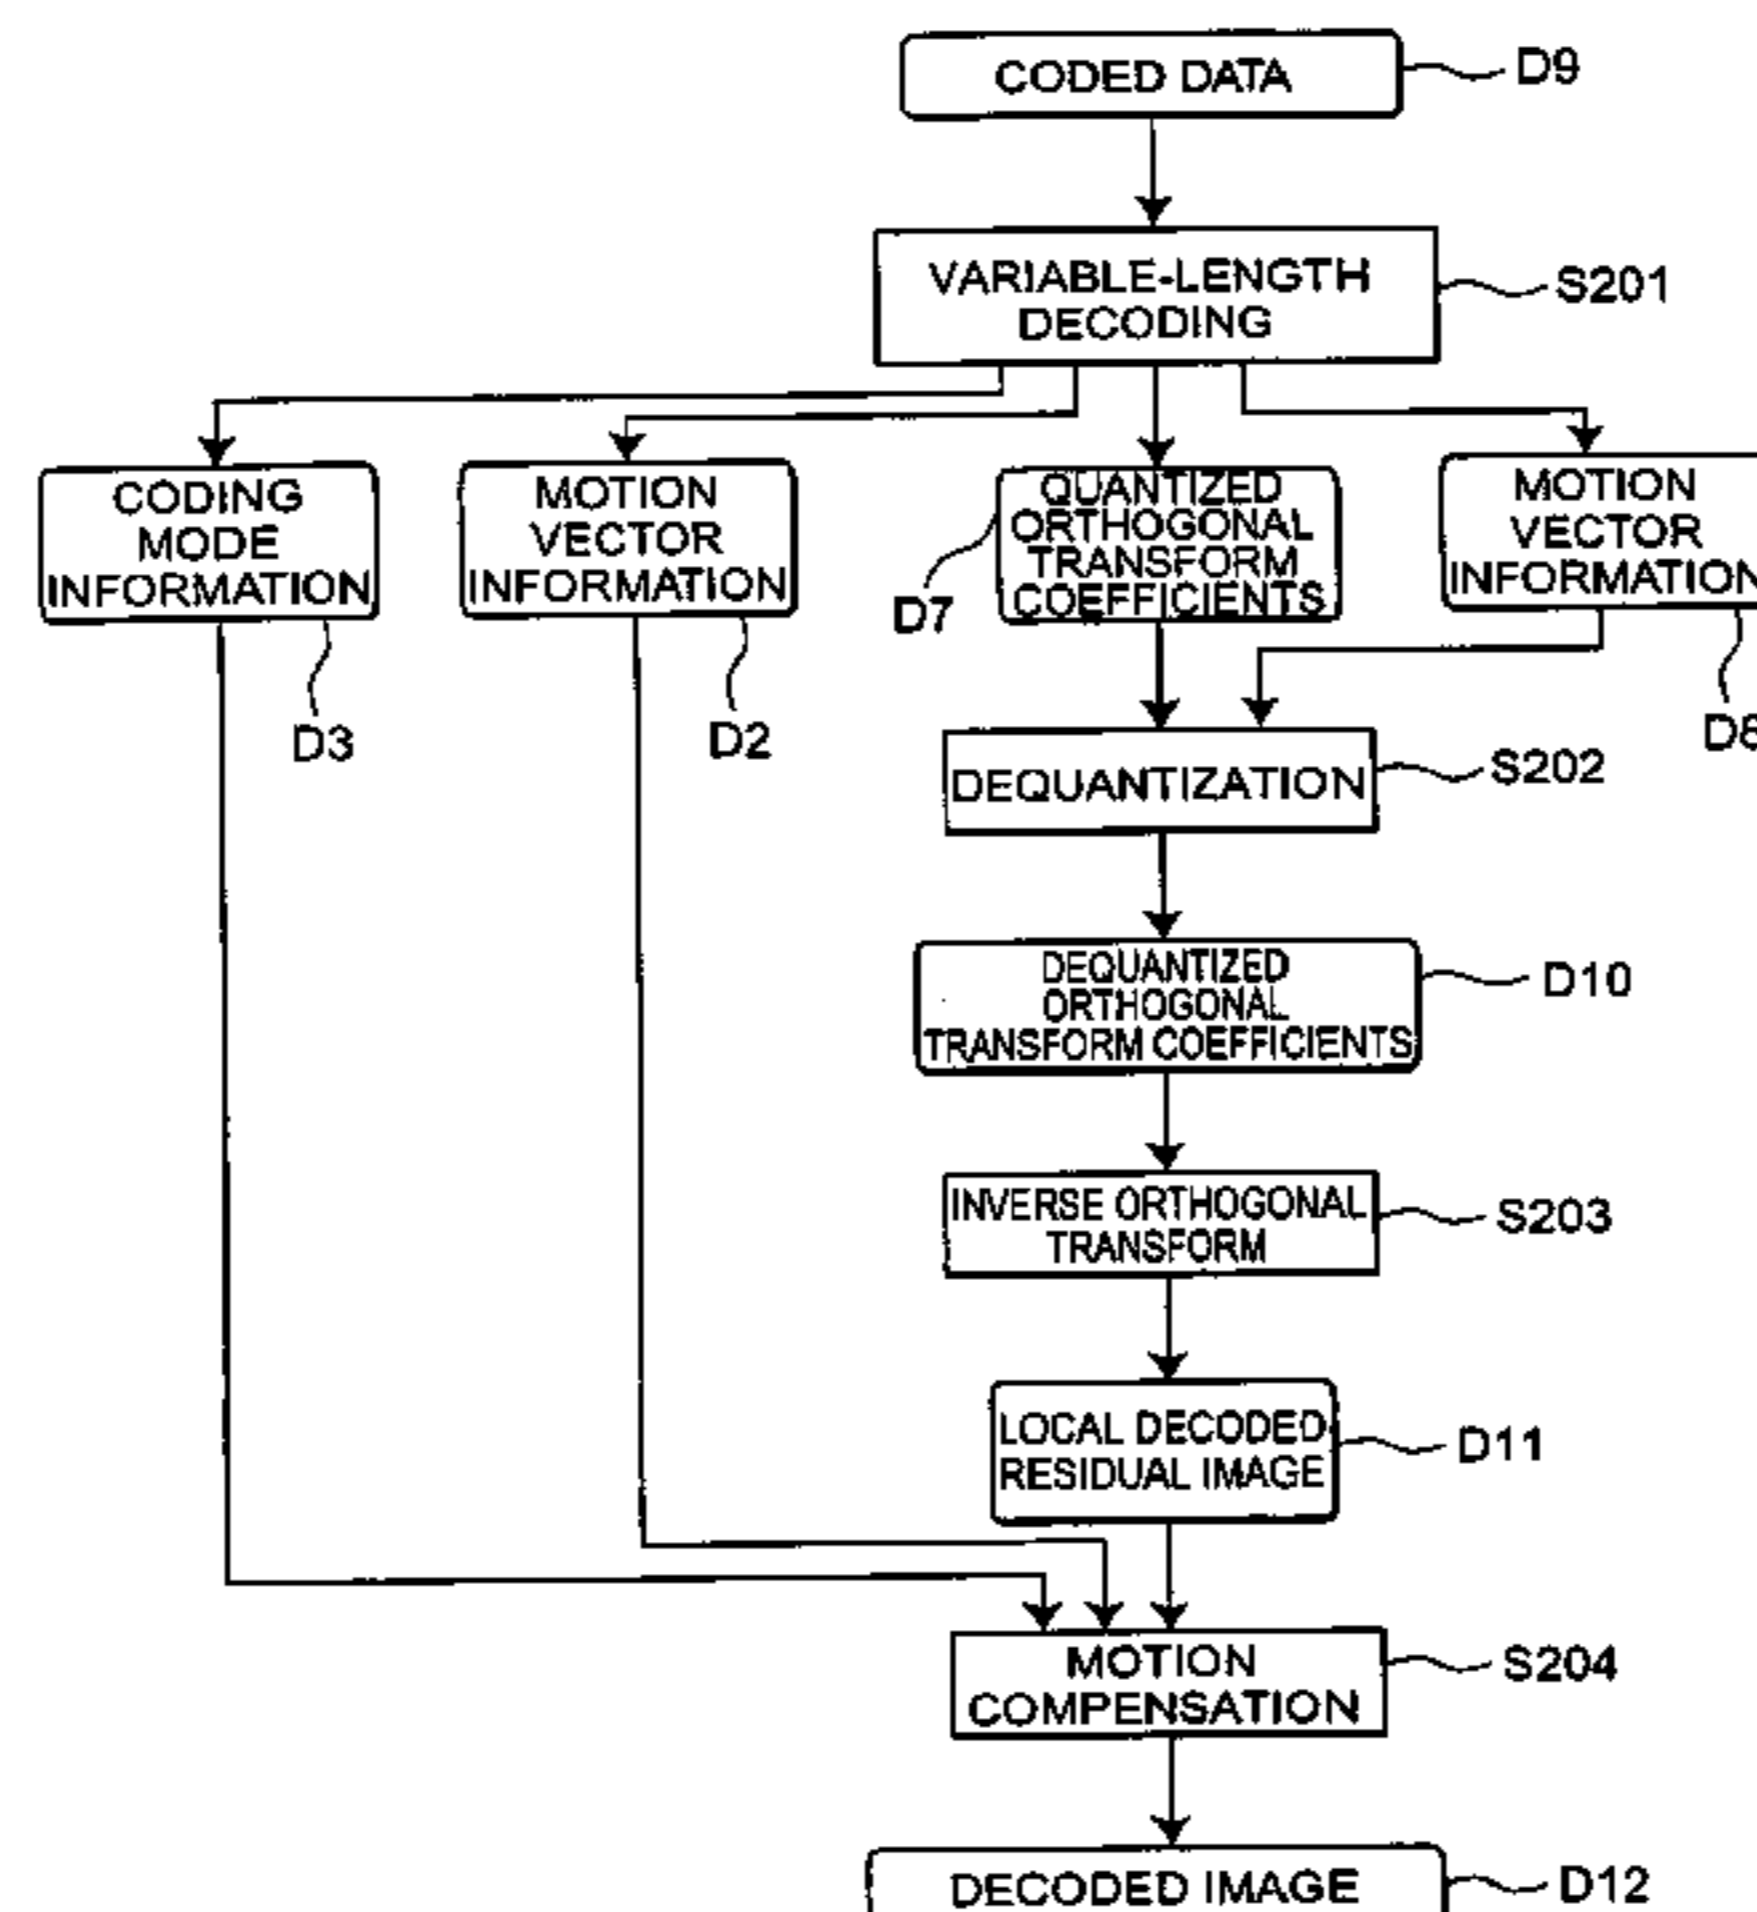 CODED DATA
D9
VARIABLE-LENGTH
DECODING
S201
CODING
MODE
INFORMATION
D3
MOTION
VECTOR
INFORMATION
D2
QUANTIZED
ORTHOGONAL
TRANSFORM
COEFFICIENTS
D7
MOTION
VECTOR
INFORMATION
D8
DEQUANTIZATION
S202
DEQUANTIZED
ORTHOGONAL
TRANSFORM COEFFICIENTS
D10
INVERSE ORTHOGONAL
TRANSFORM
S203
LOCAL DECODED
RESIDUAL IMAGE
D11
MOTION
COMPENSATION
S204
DECODED IMAGE
D12